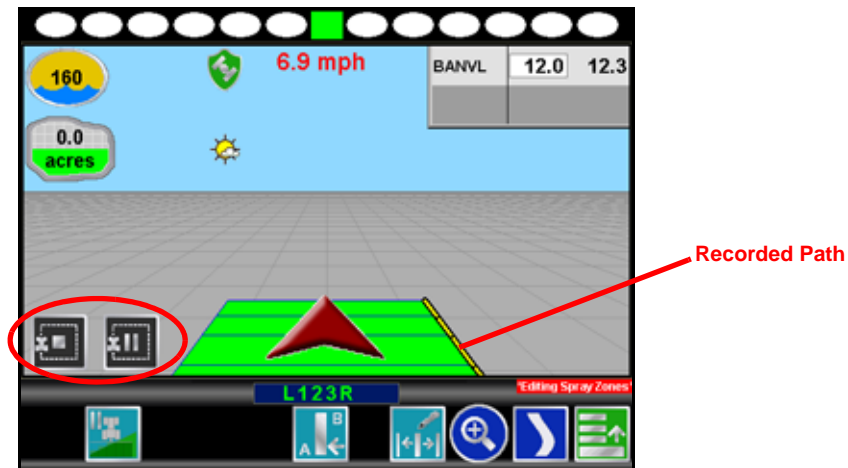 6.9 mph
160
BANVL 12.0 12.3
0.0
acres
Recorded Path
L123R
*Editing Spray Zones*
B
A